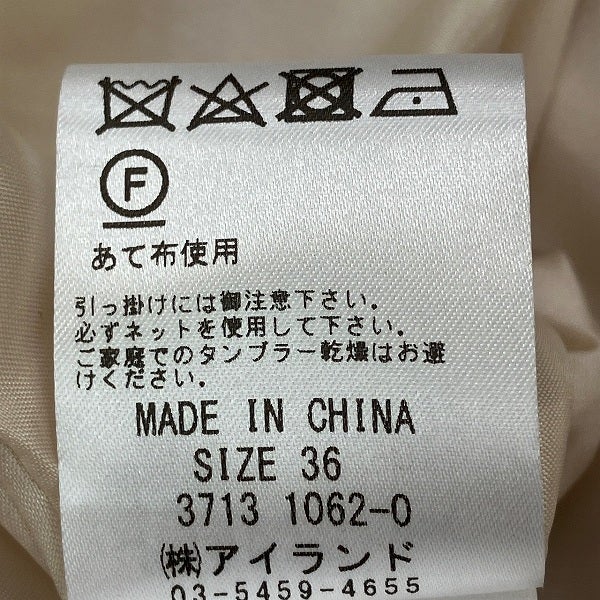 F
あて布使用
引っ掛けには御注意下さい。
必ずネットを使用して下さい。
ご家庭でのタンブラー乾燥はお避
けください。
MADE IN CHINA
SIZE 36
3713 1062-0
㈱アイランド
03-5459-4655